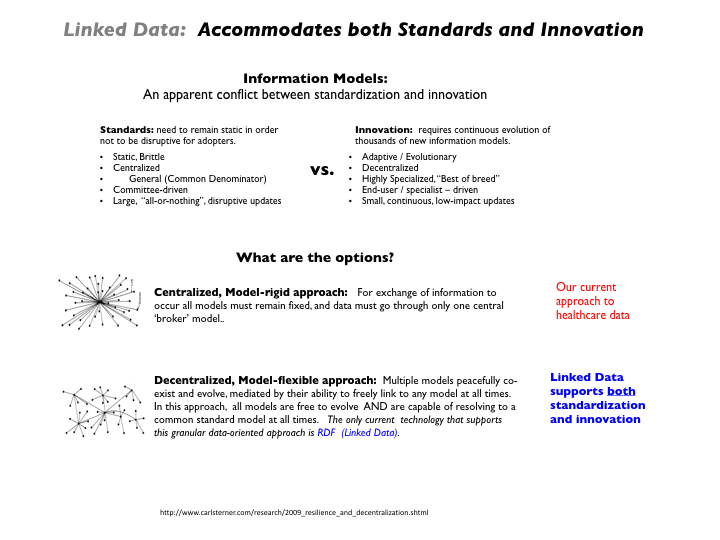 Linked Data: Accommodates both Standards and Innovation
Information Models:
An apparent conflict between standardization and innovation
Standards: need to remain static in order
not to be disruptive for adopters.
• Static, Brittle
• Centralized
• General (Common Denominator)
• Committee-driven
• Large, “all-or-nothing”, disruptive updates
vs.
Innovation: requires continuous evolution of
thousands of new information models.
• Adaptive / Evolutionary
• Decentralized
• Highly Specialized, “Best of breed”
• End-user / specialist – driven
• Small, continuous, low-impact updates
What are the options?
Centralized, Model-rigid approach: For exchange of information to
occur all models must remain fixed, and data must go through only one central
‘broker’ model..
Our current
approach to
healthcare data
Decentralized, Model-flexible approach: Multiple models peacefully co-
exist and evolve, mediated by their ability to freely link to any model at all times.
In this approach, all models are free to evolve AND are capable of resolving to a
common standard model at all times. The only current technology that supports
this granular data-oriented approach is RDF (Linked Data).
Linked Data
supports both
standardization
and innovation
http://www.carlsterner.com/research/2009_resilience_and_decentralization.shtml